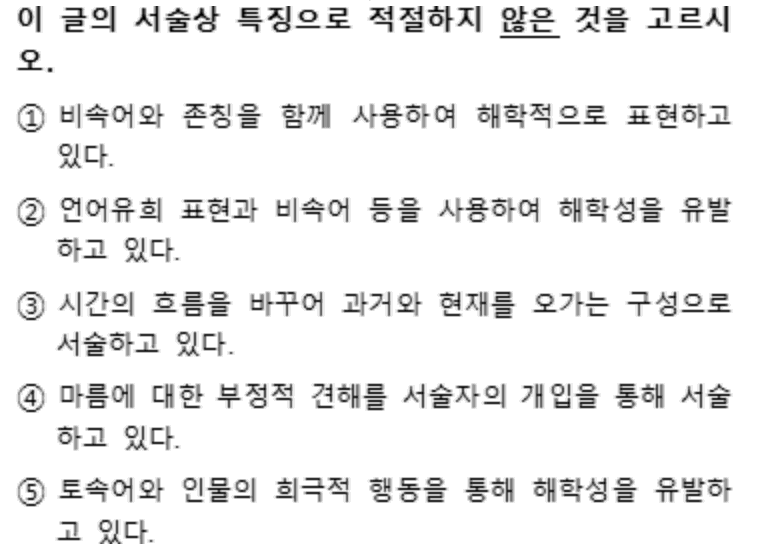 이 글의 서술상 특징으로 적절하지 않은 것을 고르시
오.
① 비속어와 존칭을 함께 사용하여 해학적으로 표현하고
있다.
② 언어유희 표현과 비속어 등을 사용하여 해학성을 유발
하고 있다.
③ 시간의 흐름을 바꾸어 과거와 현재를 오가는 구성으로
서술하고 있다.
④ 마름에 대한 부정적 견해를 서술자의 개입을 통해 서술
하고 있다.
⑤ 토속어와 인물의 희극적 행동을 통해 해학성을 유발하
고 있다.